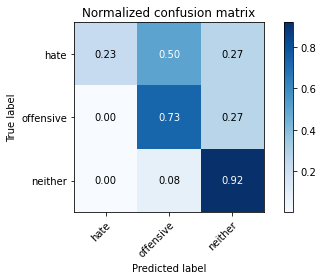 Normalized confusion matrix
hate 0.23 0.50 0.27
offensive 0.00 0.73 0.27
neither 0.00 0.08 0.92
hate offensive neither
True label
Predicted label
0.8
0.6
0.4
0.2